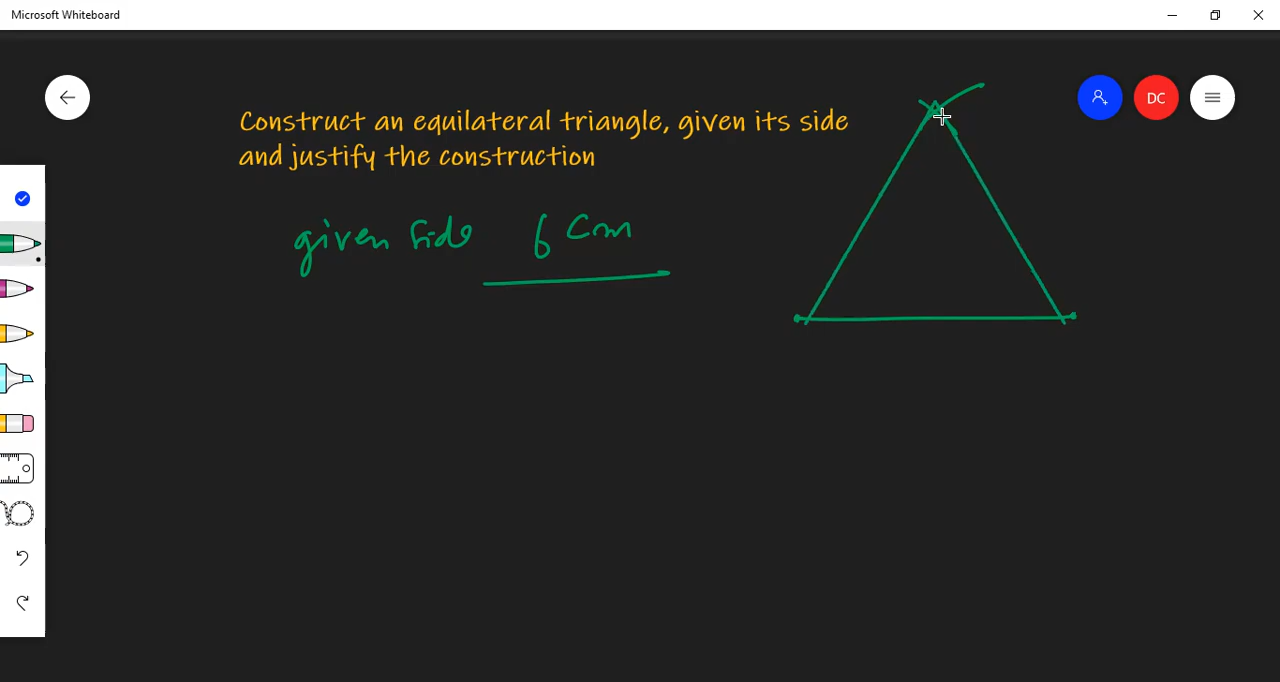 Microsoft Whiteboard
Construct an equilateral triangle, given its side
and justify the construction
DC
given side 6 Cm